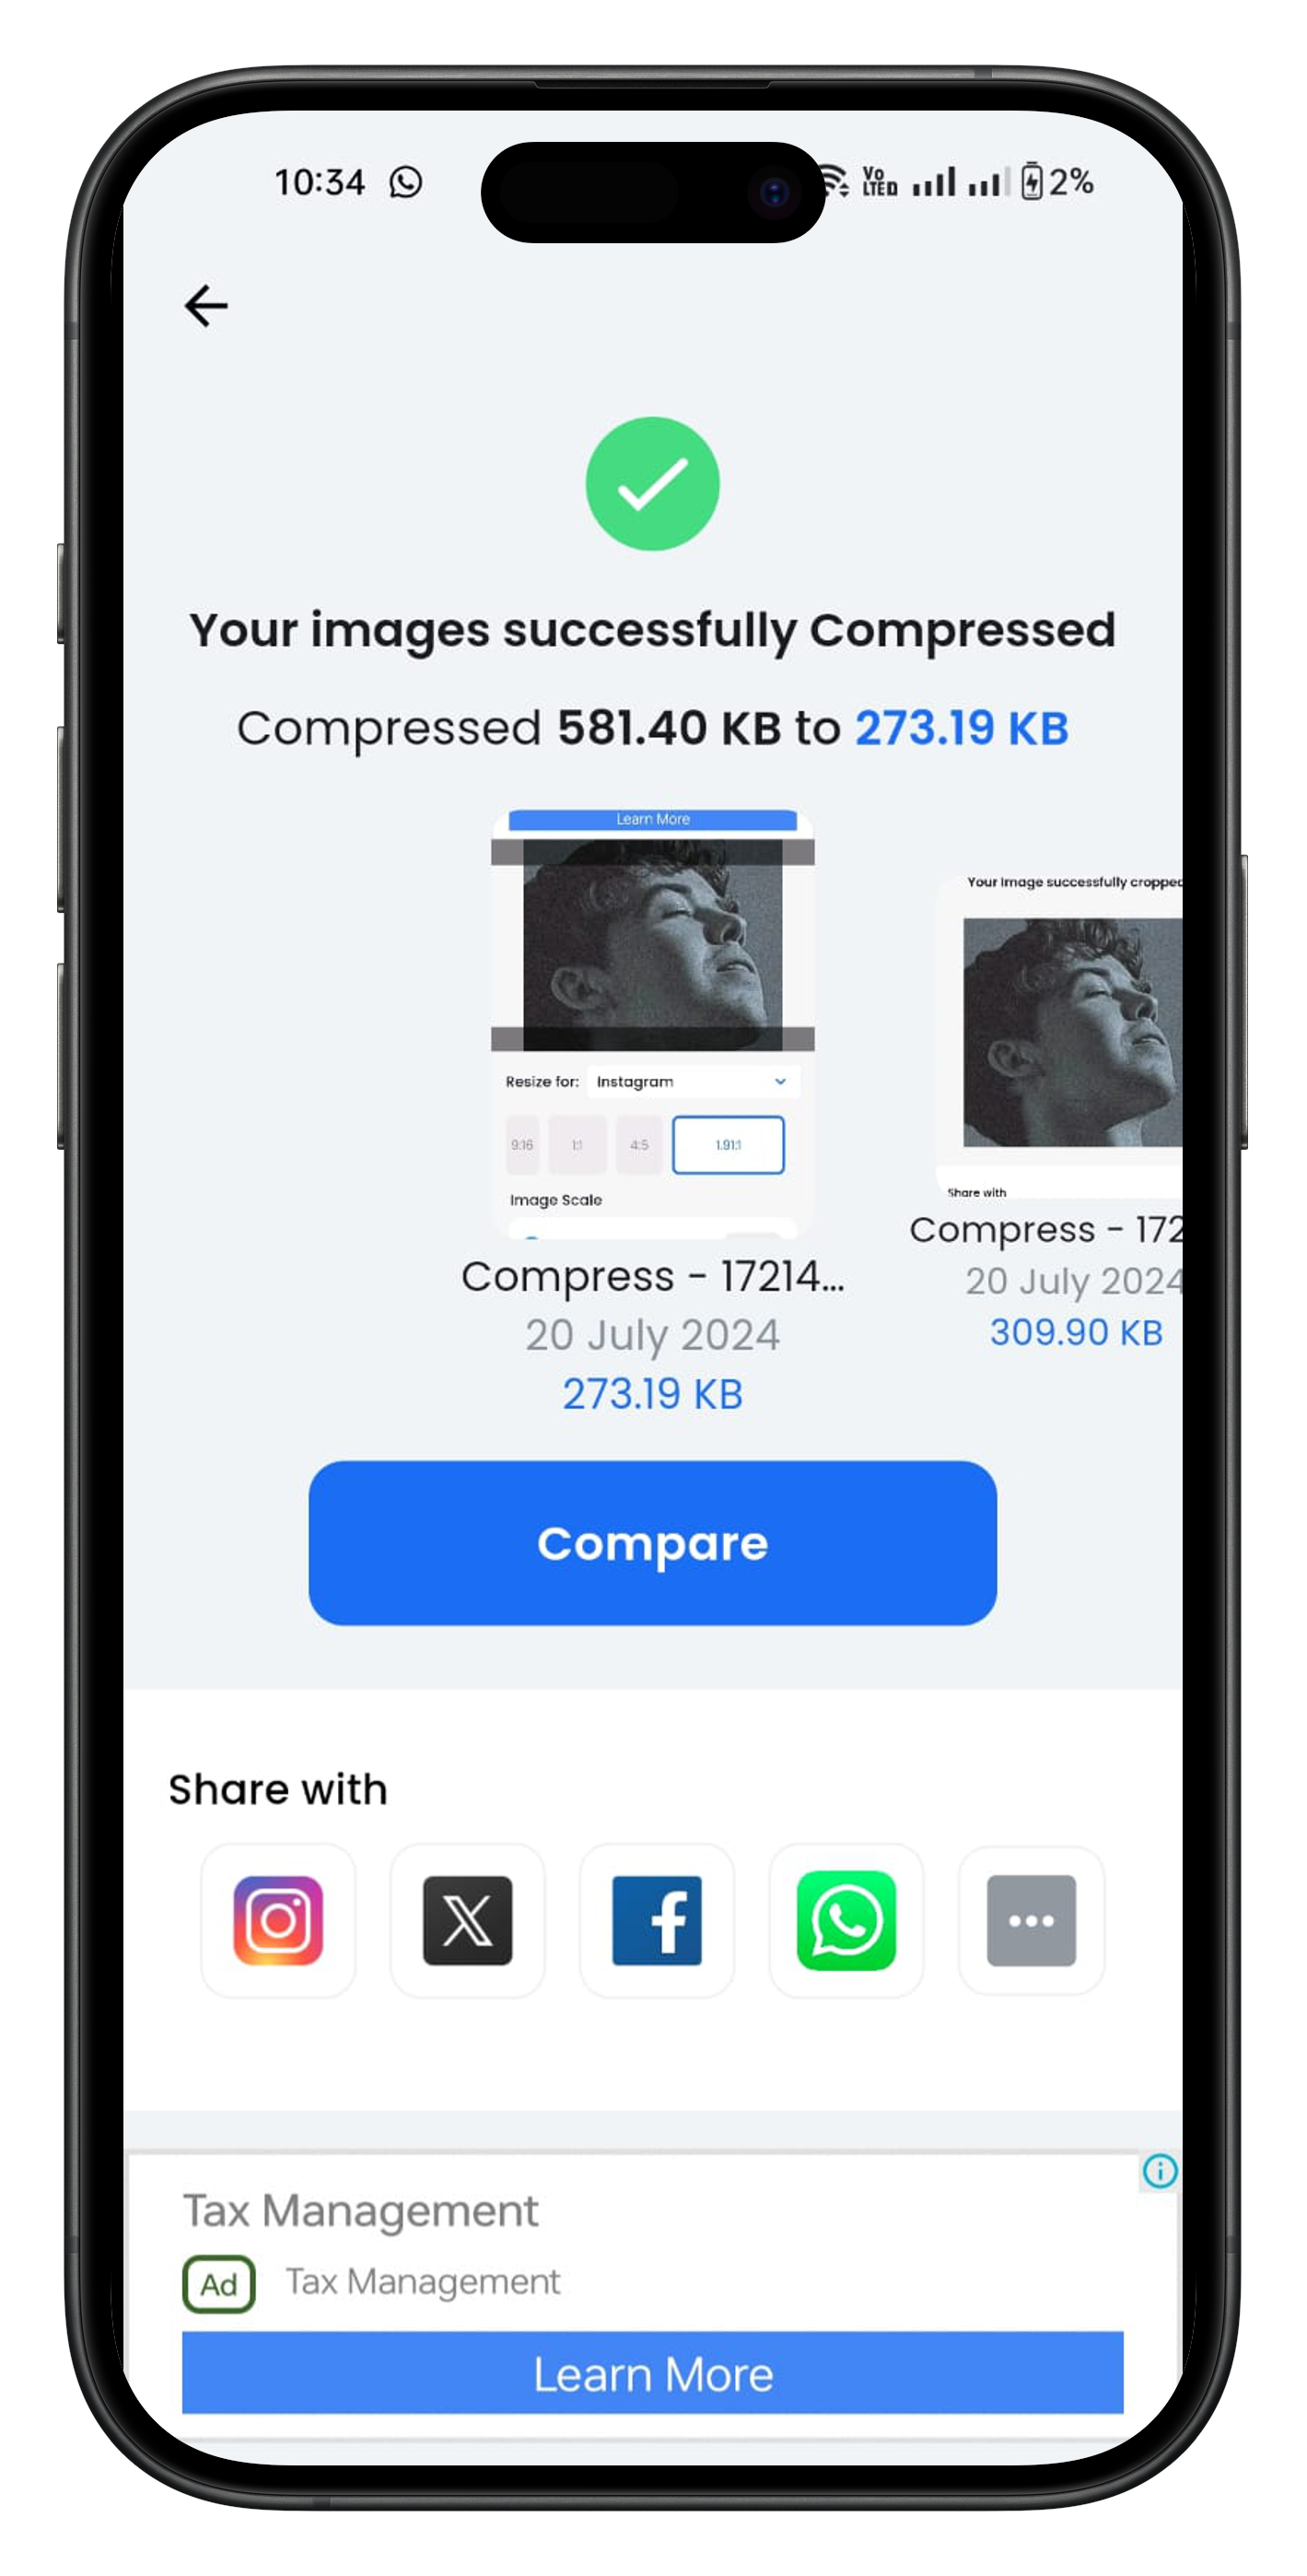 10:34 Vo LTE 2%
Your images successfully Compressed
Compressed 581.40 KB to 273.19 KB
Learn More
Resize for: Instagram
9:16 1:1 4:5 1.91:1
Image Scale
Compress - 17214...
20 July 2024
273.19 KB
Your Image successfully cropped
Share with
Compress - 172
20 July 2024
309.90 KB
Compare
Share with
Tax Management
Ad Tax Management
Learn More